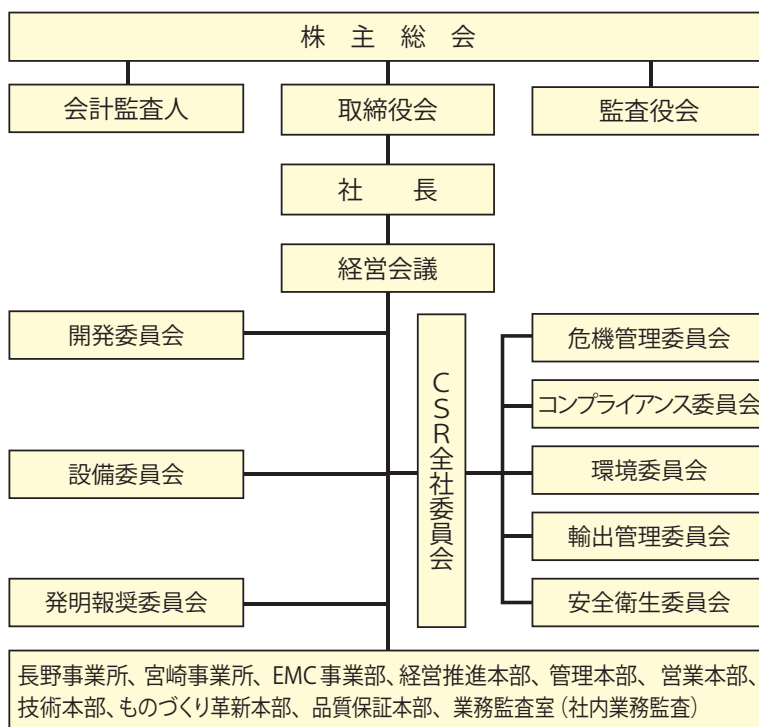 株主総会
会計監査人
取締役会
監査役会
社長
経営会議
開発委員会
設備委員会
発明報奨委員会
CSR全社委員会
危機管理委員会
コンプライアンス委員会
環境委員会
輸出管理委員会
安全衛生委員会
長野事業所、宮崎事業所、EMC事業部、経営推進本部、管理本部、営業本部、
技術本部、ものづくり革新本部、品質保証本部、業務監査室(社内業務監査)